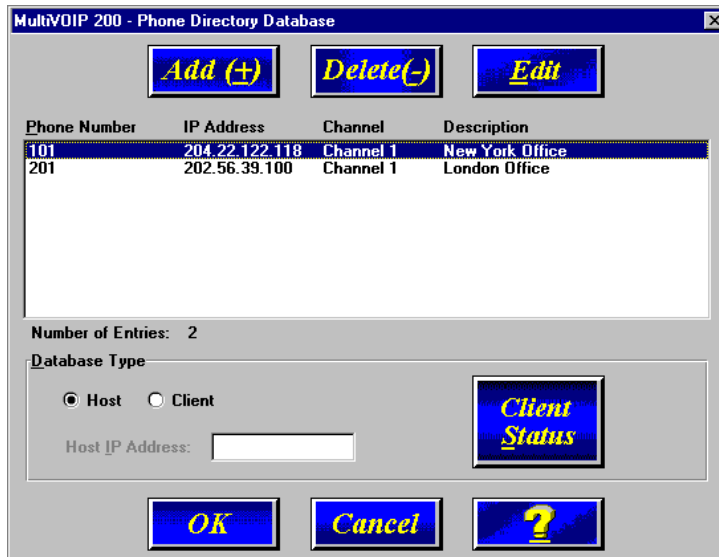 MultiVOIP 200 - Phone Directory Database
Add (+) Delete(-) Edit
Phone Number IP Address Channel Description
101 204.22.122.118 Channel 1 New York Office
201 202.56.39.100 Channel 1 London Office
Number of Entries: 2
Database Type
Host Client
Host IP Address:
Client
Status
OK Cancel ?